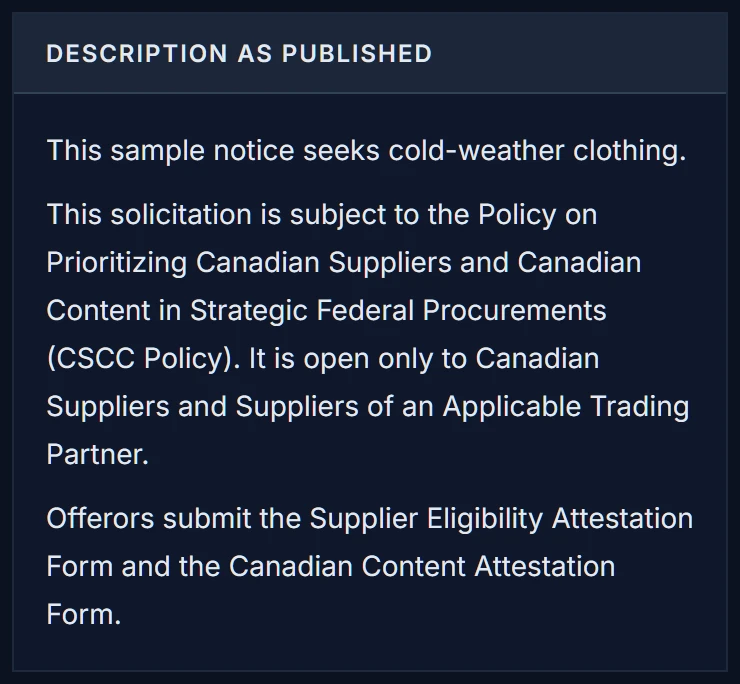 DESCRIPTION AS PUBLISHED
This sample notice seeks cold-weather clothing.
This solicitation is subject to the Policy on
Prioritizing Canadian Suppliers and Canadian
Content in Strategic Federal Procurements
(CSCC Policy). It is open only to Canadian
Suppliers and Suppliers of an Applicable Trading
Partner.
Offerors submit the Supplier Eligibility Attestation
Form and the Canadian Content Attestation
Form.